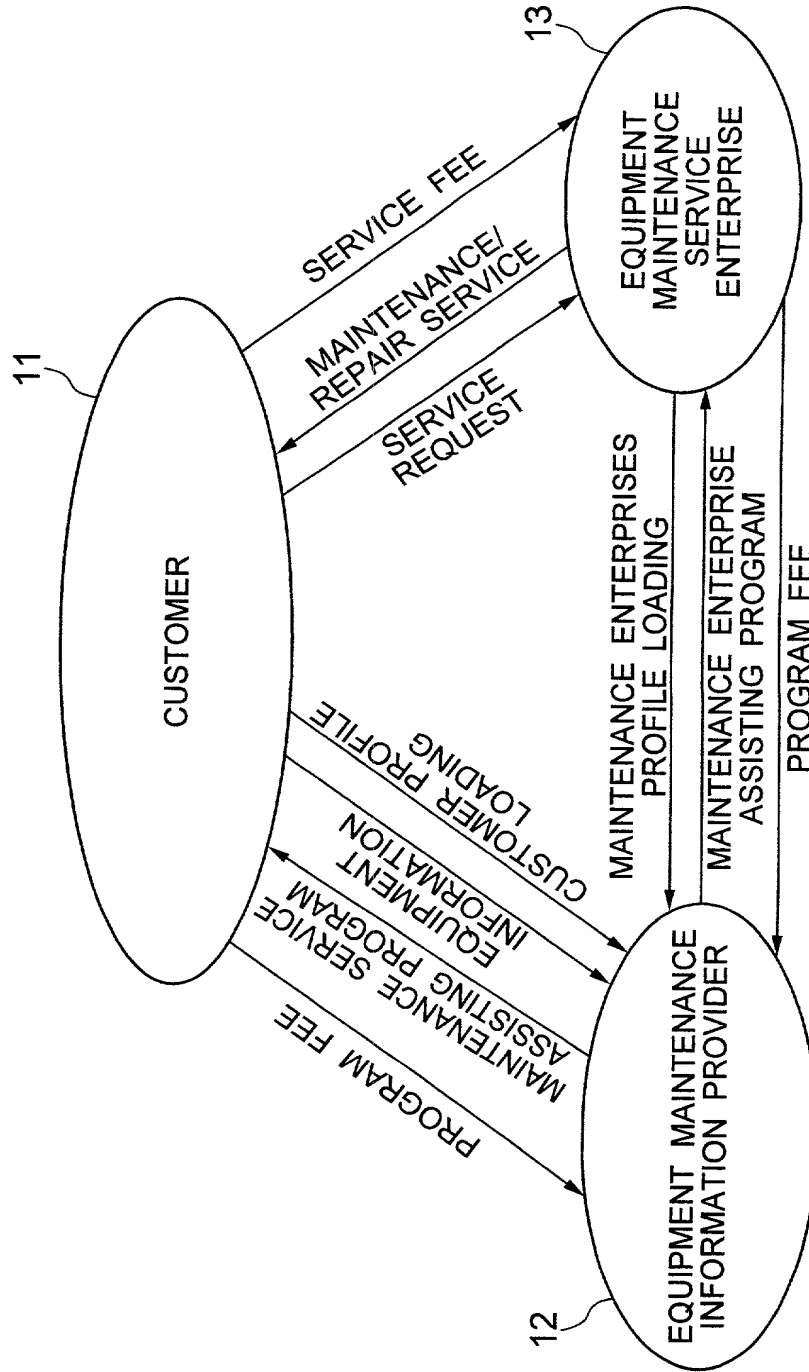 11
CUSTOMER
PROGRAM FEE
MAINTENANCE SERVICE
ASSISTING PROGRAM
EQUIPMENT
INFORMATION
CUSTOMER PROFILE
LOADING
SERVICE
REQUEST
MAINTENANCE/
REPAIR SERVICE
SERVICE FEE
12
EQUIPMENT MAINTENANCE
INFORMATION PROVIDER
MAINTENANCE ENTERPRISES
PROFILE LOADING
MAINTENANCE ENTERPRISE
ASSISTING PROGRAM
PROGRAM FEE
13
EQUIPMENT
MAINTENANCE
SERVICE
ENTERPRISE